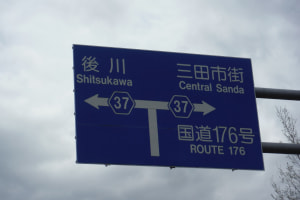 後川
Shitsukawa
三田市街
Central Sanda
37
37
国道176号
ROUTE 176